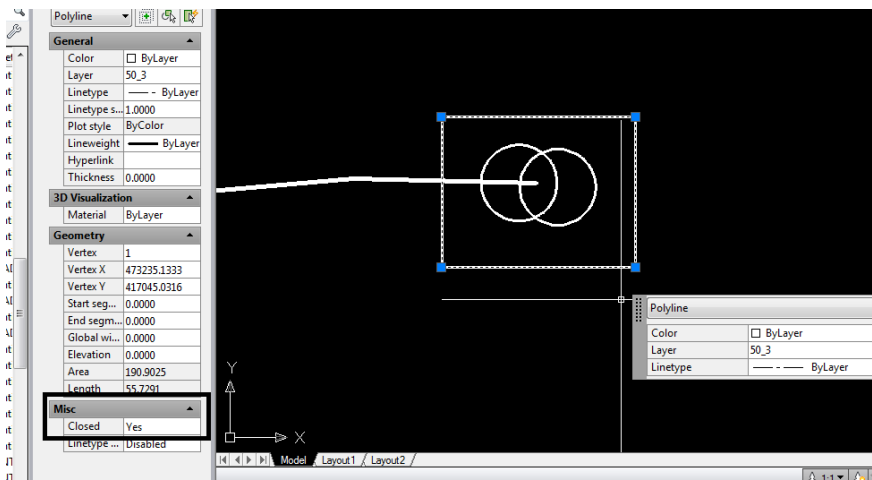 Polyline
General
Color ByLayer
Layer 50_3
Linetype ByLayer
Linetype s... 1.0000
Plot style ByColor
Lineweight ByLayer
Hyperlink
Thickness 0.0000
3D Visualization
Material ByLayer
Geometry
Vertex 1
Vertex X 473235.1333
Vertex Y 417045.0316
Start seg... 0.0000
End segm... 0.0000
Global wi... 0.0000
Elevation 0.0000
Area 190.9025
Length 55.7291
Misc
Closed Yes
Linetype ... Disabled
Y
X
Polyline
Color ByLayer
Layer 50_3
Linetype ByLayer
Model Layout1 Layout2
1:1